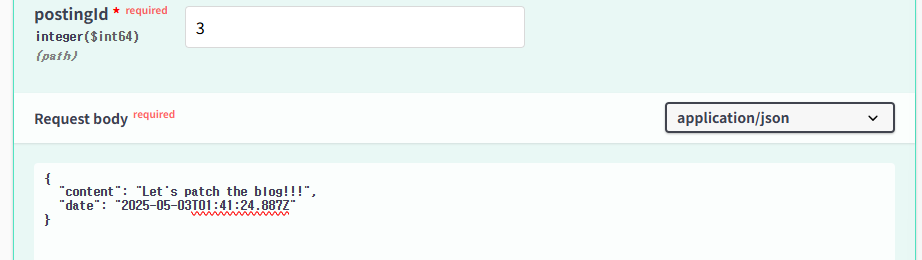 postingId * required
integer($int64)
(path)
3
Request body required
application/json
{
  "content": "Let's patch the blog!!!",
  "date": "2025-05-03T01:41:24.887Z"
}